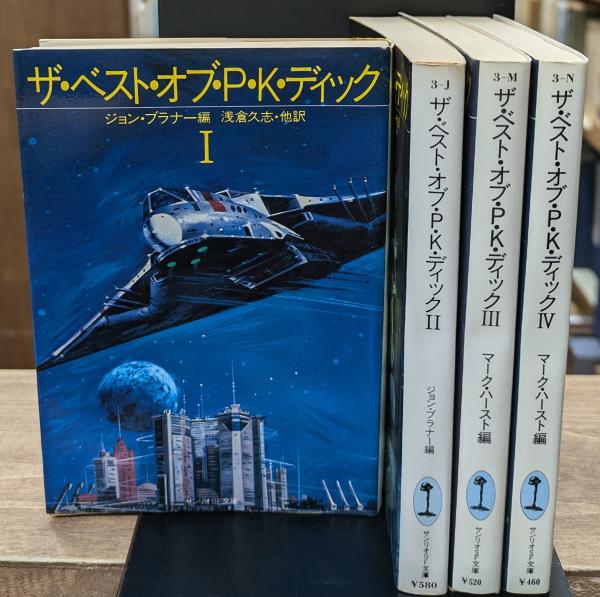 ザ・ベスト・オブ・P・K・ディック
ジョン・ブラナー編 浅倉久志・他訳
I
サンリオSF文庫
3-J
ザ・ベスト・オブ・P・K・ディックII
ジョン・ブラナー編
サンリオSF文庫
¥580
3-M
ザ・ベスト・オブ・P・K・ディックIII
マーク・ハースト編
サンリオSF文庫
¥520
3-N
ザ・ベスト・オブ・P・K・ディックIV
マーク・ハースト編
サンリオSF文庫
¥460